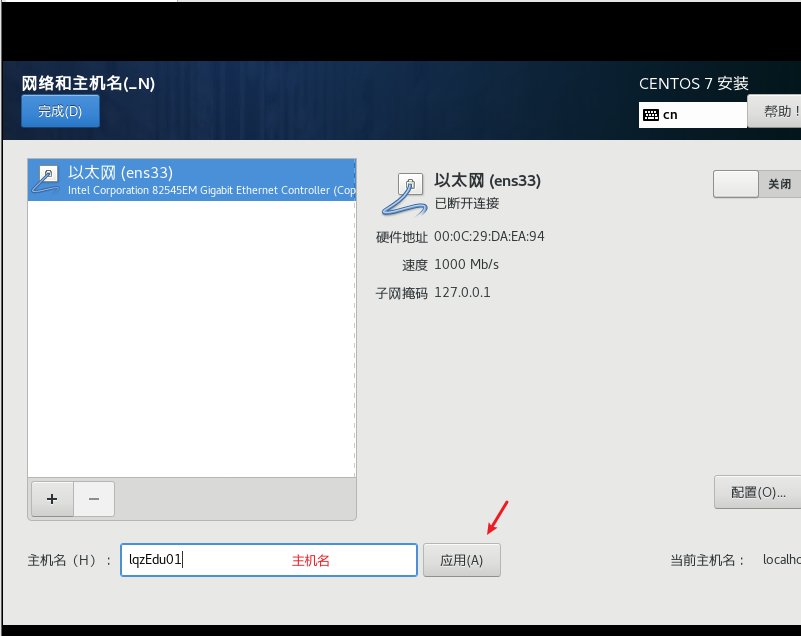 网络和主机名(_N)
CENTOS 7 安装
完成(D)
cn
帮助！
以太网 (ens33)
Intel Corporation 82545EM Gigabit Ethernet Controller (Cop
以太网 (ens33)
已断开连接
关闭
硬件地址 00:0C:29:DA:EA:94
速度 1000 Mb/s
子网掩码 127.0.0.1
+ −
配置(O)...
主机名（H）： lqzEdu01 主机名 应用(A) 当前主机名： localho